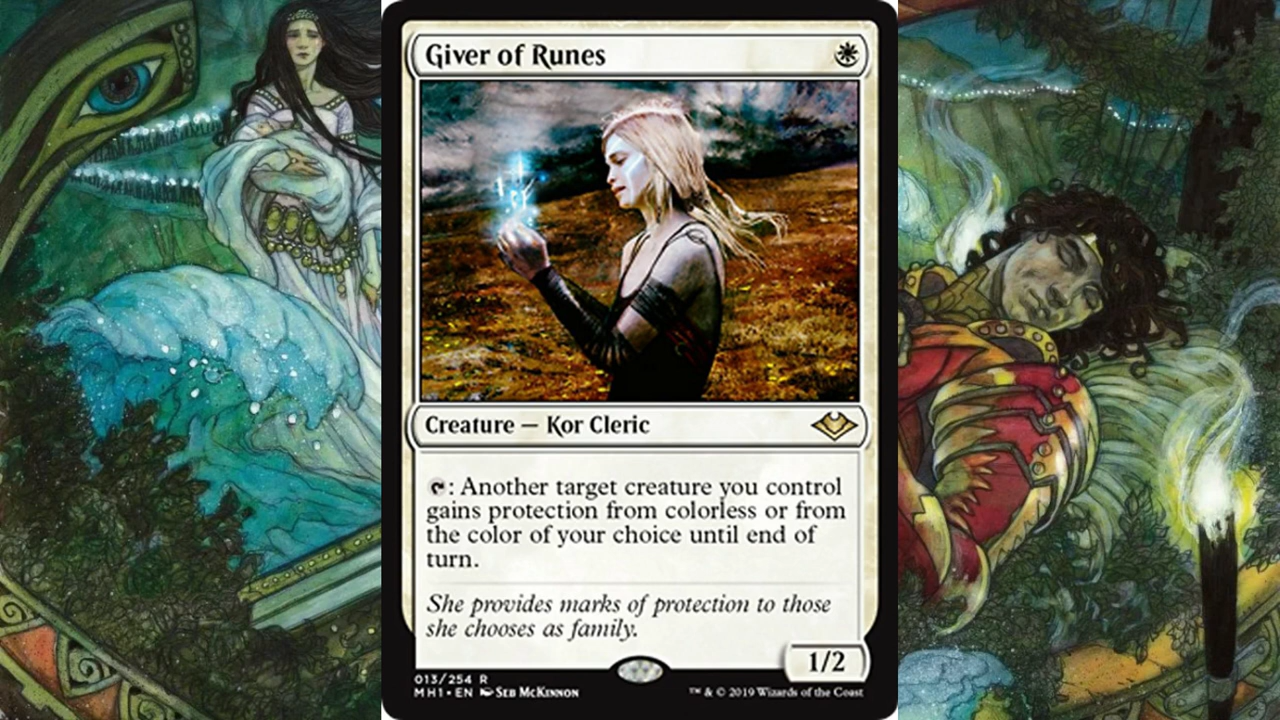 Giver of Runes
Creature — Kor Cleric
: Another target creature you control
gains protection from colorless or from
the color of your choice until end of
turn.
She provides marks of protection to those
she chooses as family.
1/2
013/254 R
MH1 • EN Seb McKinnon
™ & © 2019 Wizards of the Coast